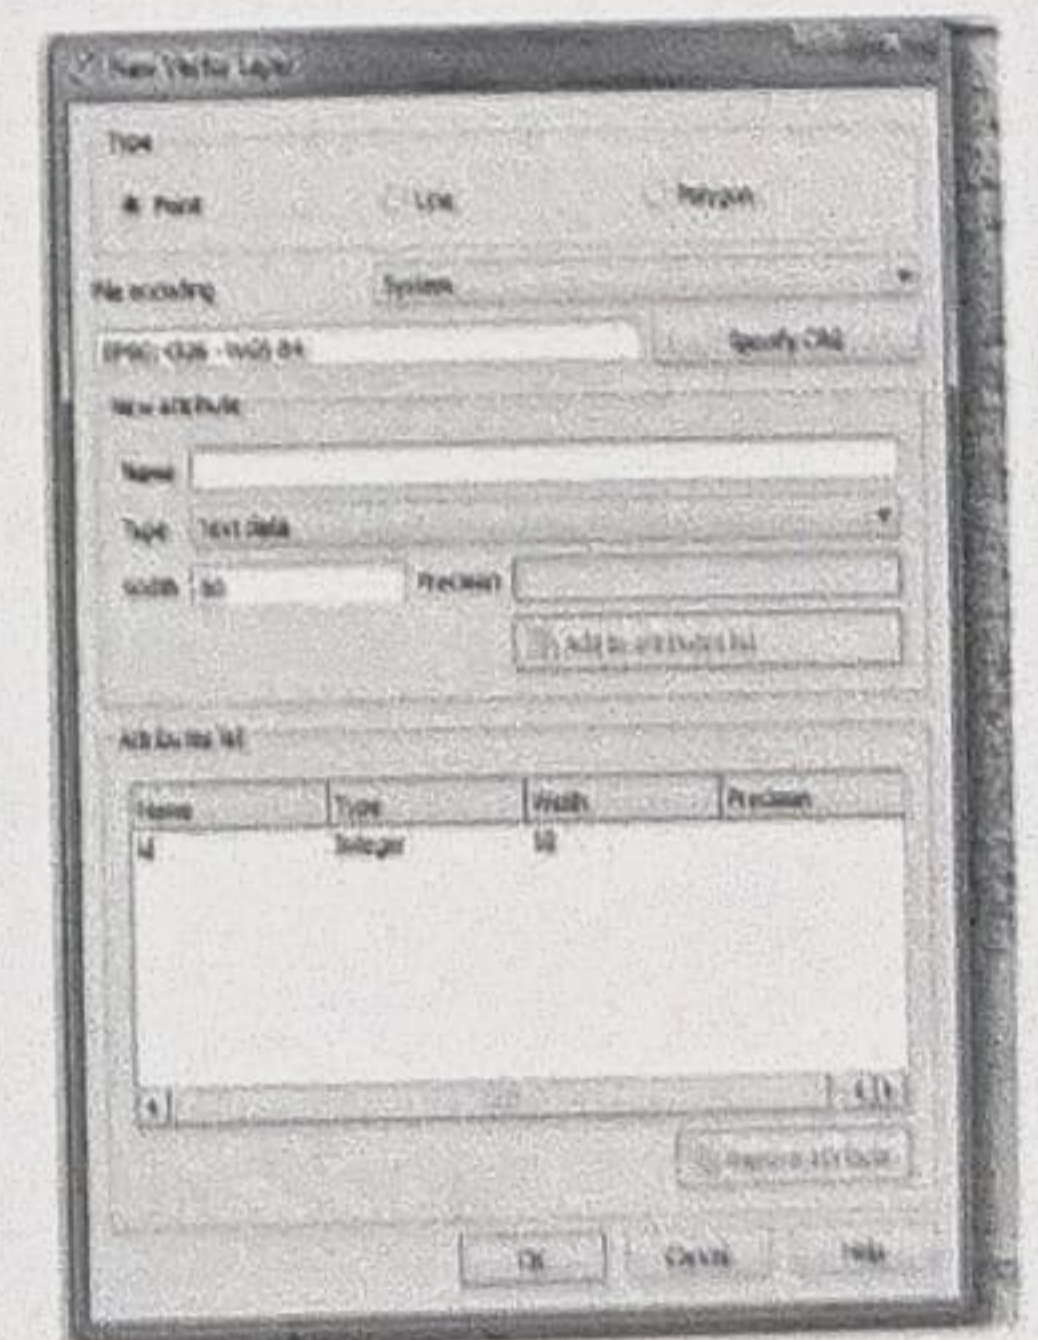 New Vector Layer
Type
Point Line Polygon
File encoding System
EPSG:4326 - WGS 84 Specify CRS
New attribute
Name
Type Text data
Width 80 Precision
Add to attributes list
Attributes list
Name Type Width Precision
id Integer 10
Remove attribute
OK Cancel Help